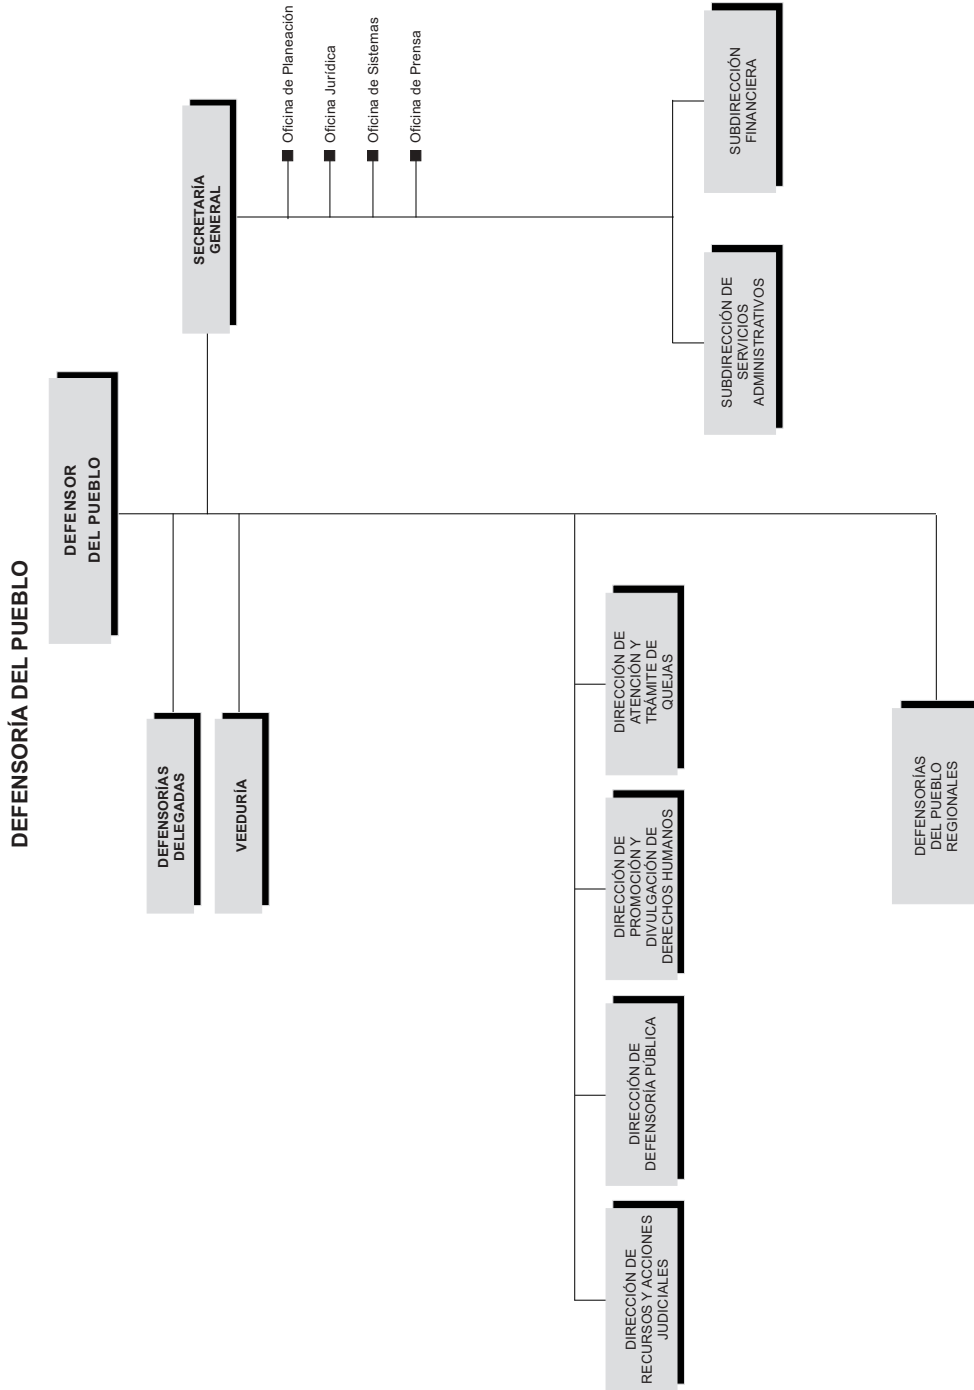 DEFENSORÍA DEL PUEBLO
DEFENSOR
DEL PUEBLO
DEFENSORÍAS
DELEGADAS
SECRETARÍA
GENERAL
VEEDURÍA
Oficina de Planeación
Oficina Jurídica
Oficina de Sistemas
Oficina de Prensa
DIRECCIÓN DE
RECURSOS Y ACCIONES
JUDICIALES
DIRECCIÓN DE
DEFENSORÍA PÚBLICA
DIRECCIÓN DE
PROMOCIÓN Y
DIVULGACIÓN DE
DERECHOS HUMANOS
DIRECCIÓN DE
ATENCIÓN Y
TRÁMITE DE
QUEJAS
SUBDIRECCIÓN DE
SERVICIOS
ADMINISTRATIVOS
SUBDIRECCIÓN
FINANCIERA
DEFENSORÍAS
DEL PUEBLO
REGIONALES